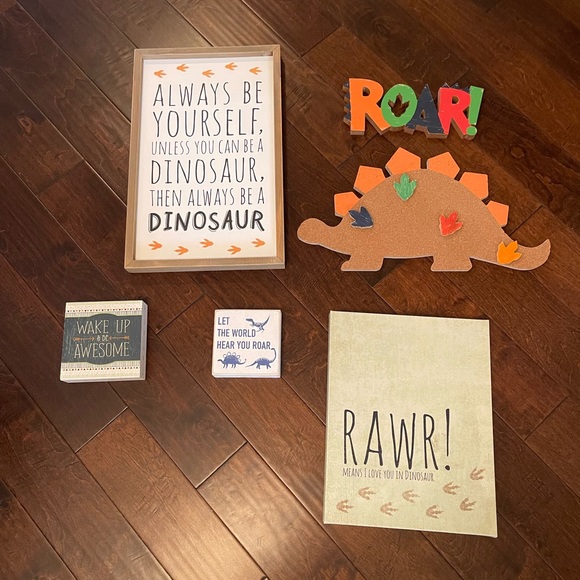 ALWAYS BE
YOURSELF,
UNLESS YOU CAN BE A
DINOSAUR,
THEN ALWAYS BE A
DINOSAUR
ROAR!
WAKE UP
& BE
AWESOME
LET
THE WORLD
HEAR YOU ROAR
RAWR!
MEANS I LOVE YOU IN DINOSAUR